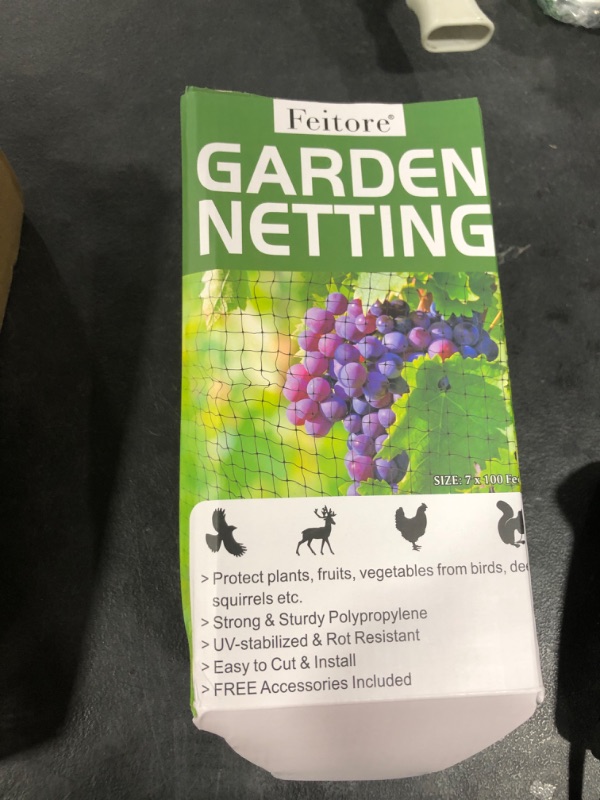 Feitore©
GARDEN
NETTING
SIZE: 7 x 100 Fe
> Protect plants, fruits, vegetables from birds, de
squirrels etc.
> Strong & Sturdy Polypropylene
> UV-stabilized & Rot Resistant
> Easy to Cut & Install
> FREE Accessories Included